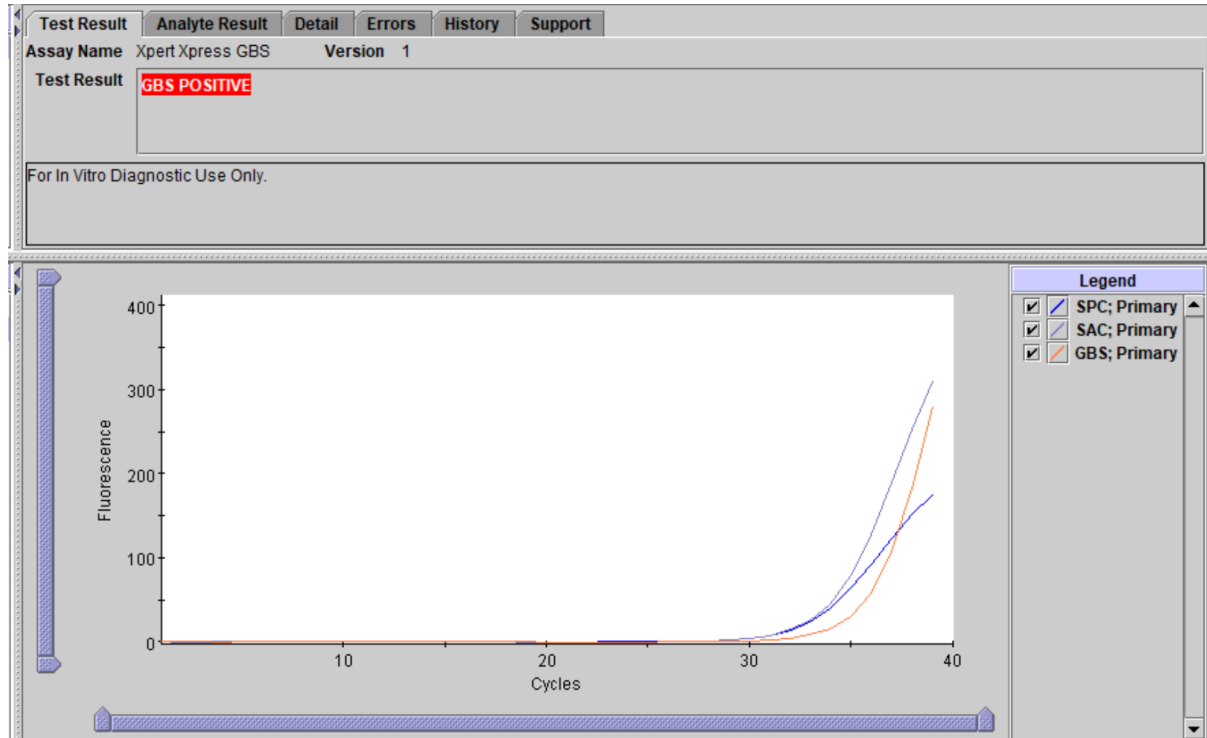 Test Result Analyte Result Detail Errors History Support
Assay Name Xpert Xpress GBS Version 1
Test Result GBS POSITIVE
For In Vitro Diagnostic Use Only.
Legend
SPC; Primary
SAC; Primary
GBS; Primary
Fluorescence
400
300
200
100
0
10 20 30 40
Cycles